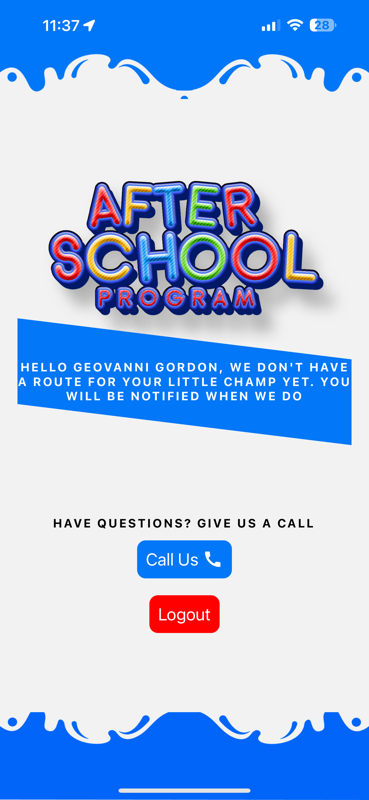 11:37
28
AFTER
SCHOOL
PROGRAM
HELLO GEOVANNI GORDON, WE DON'T HAVE
A ROUTE FOR YOUR LITTLE CHAMP YET. YOU
WILL BE NOTIFIED WHEN WE DO
HAVE QUESTIONS? GIVE US A CALL
Call Us
Logout